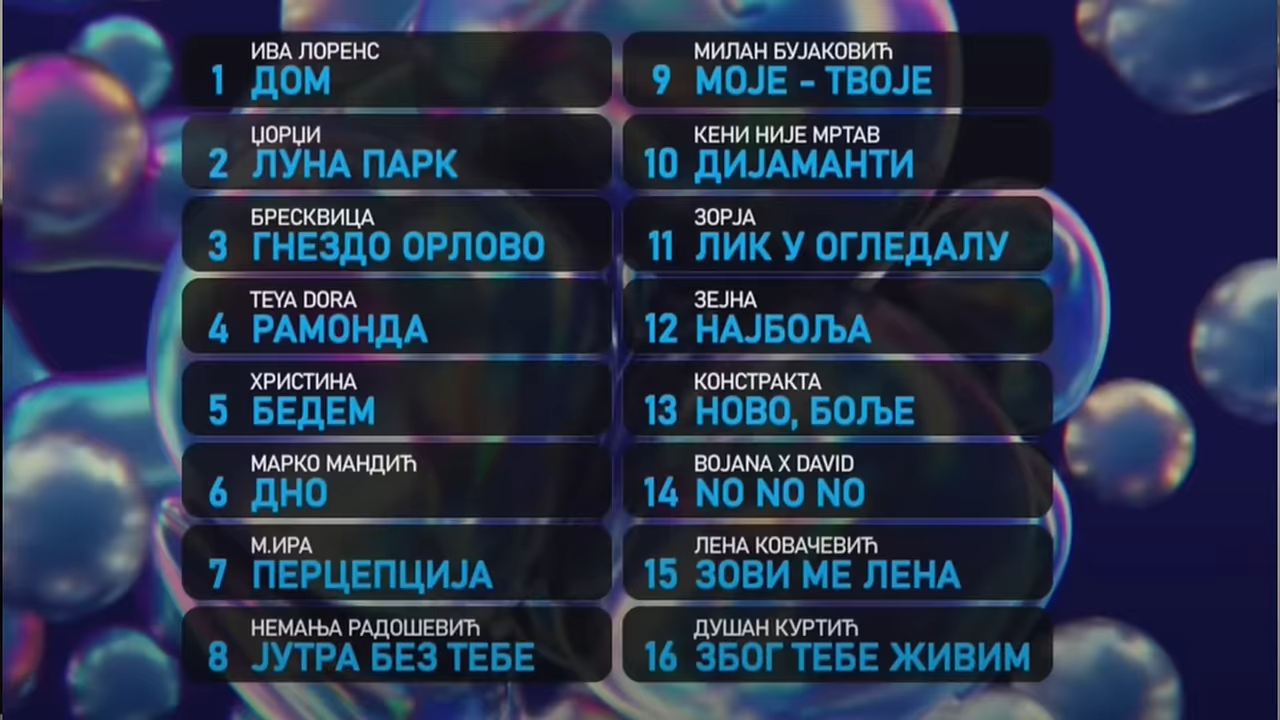 1
ИВА ЛОРЕНС
ДОМ
2
ЏОРЏИ
ЛУНА ПАРК
3
БРЕСКВИЦА
ГНЕЗДО ОРЛОВО
4
TEYA DORA
РАМОНДА
5
ХРИСТИНА
БЕДЕМ
6
МАРКО МАНДИЋ
ДНО
7
М.ИРА
ПЕРЦЕПЦИЈА
8
НЕМАЊА РАДОШЕВИЋ
ЈУТРА БЕЗ ТЕБЕ
9
МИЛАН БУЈАКОВИЋ
МОЈЕ - ТВОЈЕ
10
КЕНИ НИЈЕ МРТАВ
ДИЈАМАНТИ
11
ЗОРЈА
ЛИК У ОГЛЕДАЛУ
12
ЗЕЈНА
НАЈБОЉА
13
КОНСТРАКТА
НОВО, БОЉЕ
14
BOJANA X DAVID
NO NO NO
15
ЛЕНА КОВАЧЕВИЋ
ЗОВИ МЕ ЛЕНА
16
ДУШАН КУРТИЋ
ЗБОГ ТЕБЕ ЖИВИМ